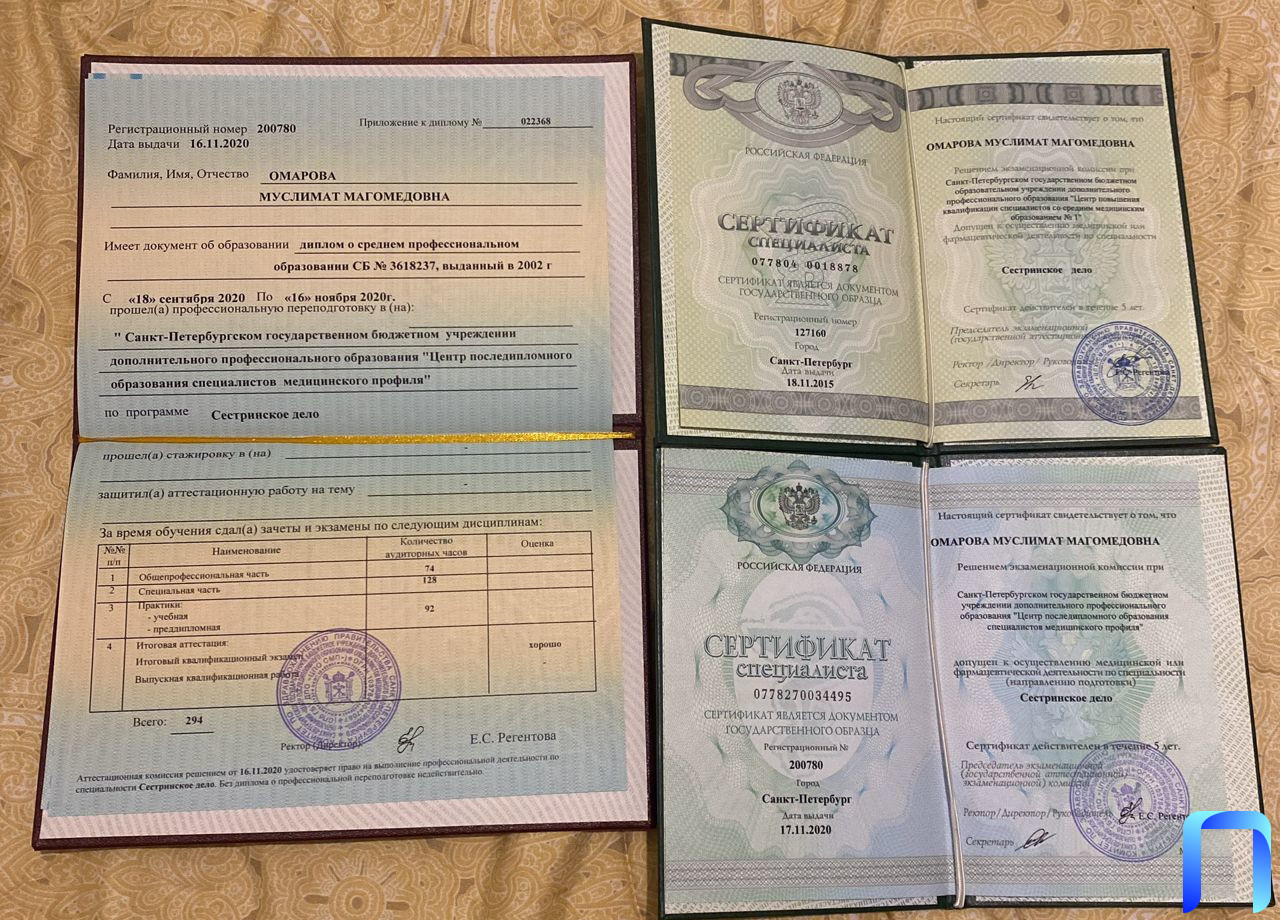 Регистрационный номер 200780
Приложение к диплому № 022368
Дата выдачи 16.11.2020
Фамилия, Имя, Отчество ОМАРОВА
МУСЛИМАТ МАГОМЕДОВНА
Имеет документ об образовании диплом о среднем профессиональном
образовании СБ № 3618237, выданный в 2002 г
С «18» сентября 2020 По «16» ноября 2020г.
прошел(а) профессиональную переподготовку в (на):
" Санкт-Петербургском государственном бюджетном учреждении
дополнительного профессионального образования "Центр последипломного
образования специалистов медицинского профиля"
по программе Сестринское дело
прошел(а) стажировку в (на) -
защитил(а) аттестационную работу на тему -
За время обучения сдал(а) зачеты и экзамены по следующим дисциплинам:
№№ п/п Наименование Количество аудиторных часов Оценка
1 Общепрофессиональная часть 74
2 Специальная часть 128
3 Практики: 92
- учебная
- преддипломная
4 Итоговая аттестация: хорошо
Итоговый квалификационный экзамен -
Выпускная квалификационная работа
Всего: 294
Ректор (Директор) Е.С. Регентова
Аттестационная комиссия решением от 16.11.2020 удостоверяет право на выполнение профессиональной деятельности по
специальности Сестринское дело. Без диплома о профессиональной переподготовке недействительно.
РОССИЙСКАЯ ФЕДЕРАЦИЯ
СЕРТИФИКАТ
СПЕЦИАЛИСТА
077804 0018878
СЕРТИФИКАТ ЯВЛЯЕТСЯ ДОКУМЕНТОМ
ГОСУДАРСТВЕННОГО ОБРАЗЦА
Регистрационный номер
127160
Город
Санкт-Петербург
Дата выдачи
18.11.2015
Настоящий сертификат свидетельствует о том, что
ОМАРОВА МУСЛИМАТ МАГОМЕДОВНА
Решением экзаменационной комиссии при
Санкт-Петербургском государственном бюджетном
образовательном учреждении дополнительного
профессионального образования "Центр повышения
квалификации специалистов со средним медицинским
образованием № 1"
Допущен к осуществлению медицинской или
фармацевтической деятельности по специальности
Сестринское дело
Сертификат действителен в течение 5 лет.
Председатель экзаменационной
(государственной аттестационной
Ректор /Директор/ Руковод
Регентова
Секретарь
РОССИЙСКАЯ ФЕДЕРАЦИЯ
СЕРТИФИКАТ
специалиста
0778270034495
СЕРТИФИКАТ ЯВЛЯЕТСЯ ДОКУМЕНТОМ
ГОСУДАРСТВЕННОГО ОБРАЗЦА
Регистрационный №
200780
Город
Санкт-Петербург
Дата выдачи
17.11.2020
Настоящий сертификат свидетельствует о том, что
ОМАРОВА МУСЛИМАТ МАГОМЕДОВНА
Решением экзаменационной комиссии при
Санкт-Петербургском государственном бюджетном
учреждении дополнительного профессионального
образования "Центр последипломного образования
специалистов медицинского профиля"
допущен к осуществлению медицинской или
фармацевтической деятельности по специальности
(направлению подготовки)
Сестринское дело
Сертификат действителен в течение 5 лет.
Председатель экзаменационной
(государственной аттестационной)
экзаменационной) комиссии
Ректор/Директор/Руководитель Е.С. Регент
Секретарь